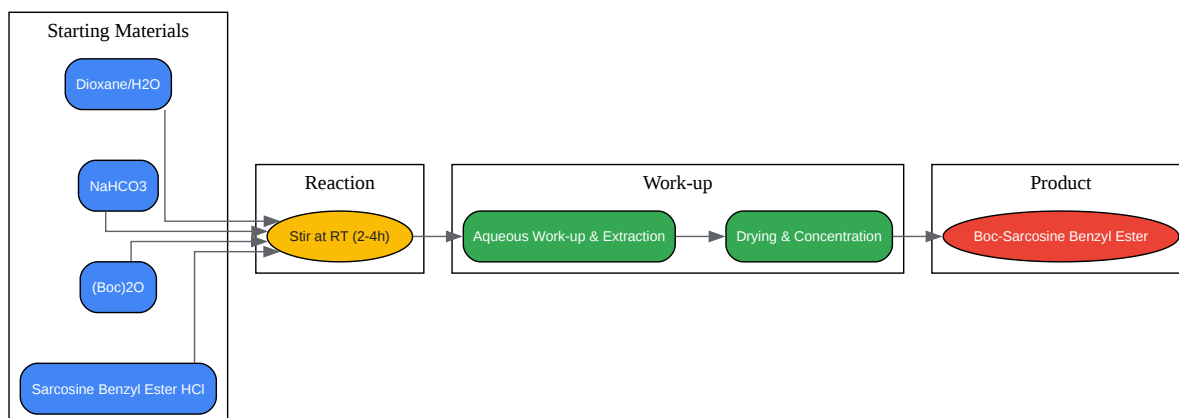 Starting Materials
Dioxane/H2O
NaHCO3
(Boc)2O
Sarcosine Benzyl Ester HCl
Reaction
Stir at RT (2-4h)
Work-up
Aqueous Work-up & Extraction
Drying & Concentration
Product
Boc-Sarcosine Benzyl Ester